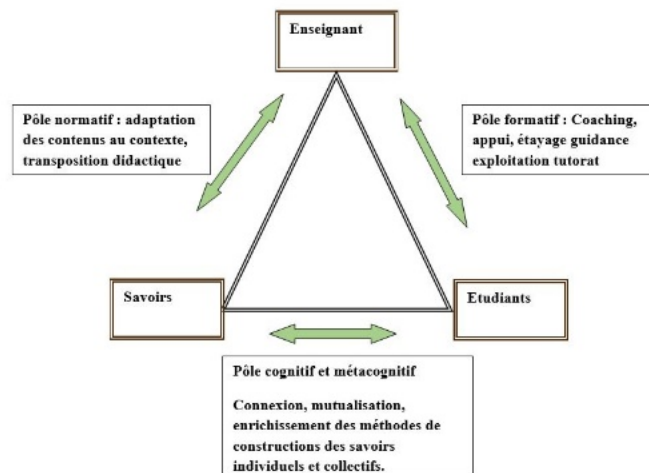 Enseignant
Pôle normatif : adaptation
des contenus au contexte,
transposition didactique
Pôle formatif : Coaching,
appui, étayage guidance
exploitation tutorat
Savoirs
Etudiants
Pôle cognitif et métacognitif
Connexion, mutualisation,
enrichissement des méthodes de
constructions des savoirs
individuels et collectifs.